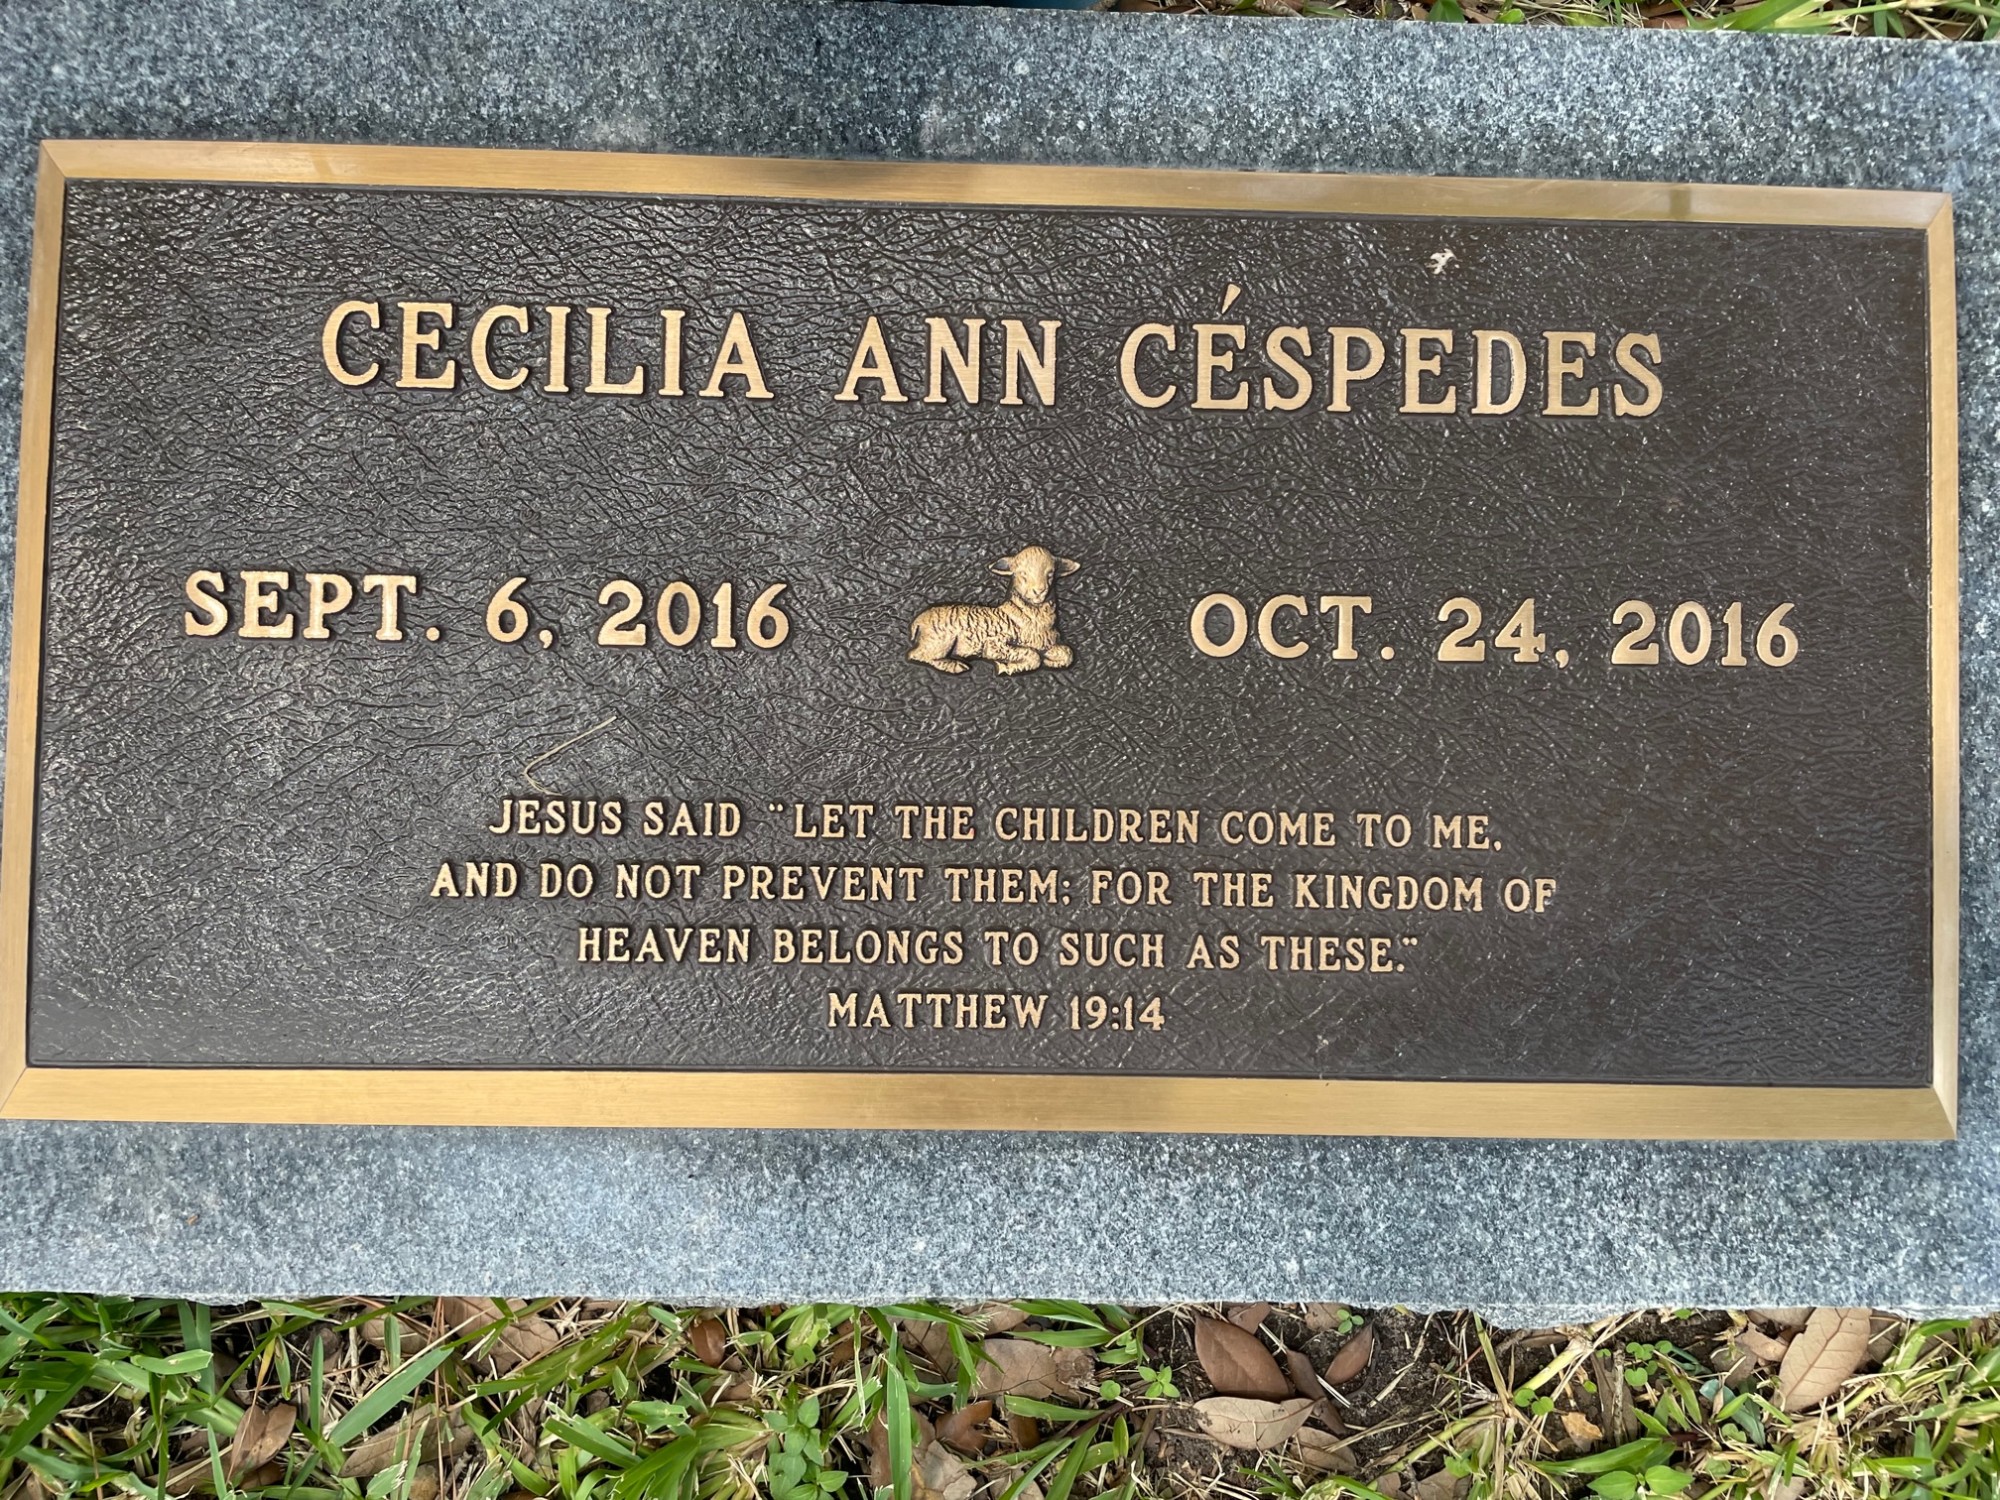 CECILIA ANN CÉSPEDES
SEPT. 6, 2016 OCT. 24, 2016
JESUS SAID "LET THE CHILDREN COME TO ME,
AND DO NOT PREVENT THEM; FOR THE KINGDOM OF
HEAVEN BELONGS TO SUCH AS THESE."
MATTHEW 19:14